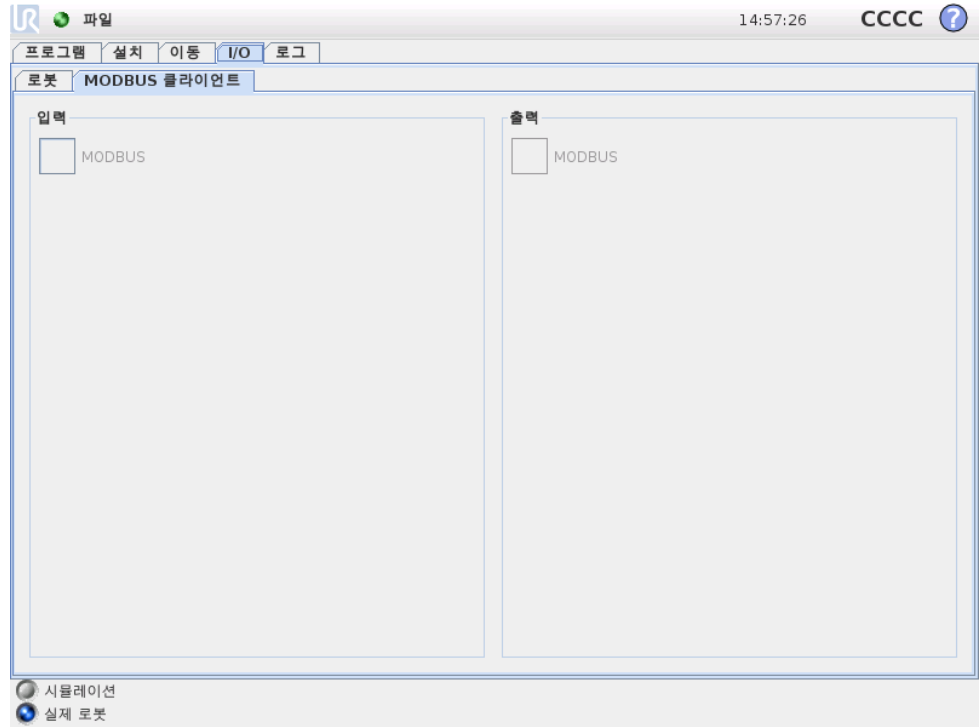 UR 파일 14:57:26 CCCC ?
프로그램 설치 이동 I/O 로그
로봇 MODBUS 클라이언트
입력 출력
MODBUS MODBUS
시뮬레이션
실제 로봇